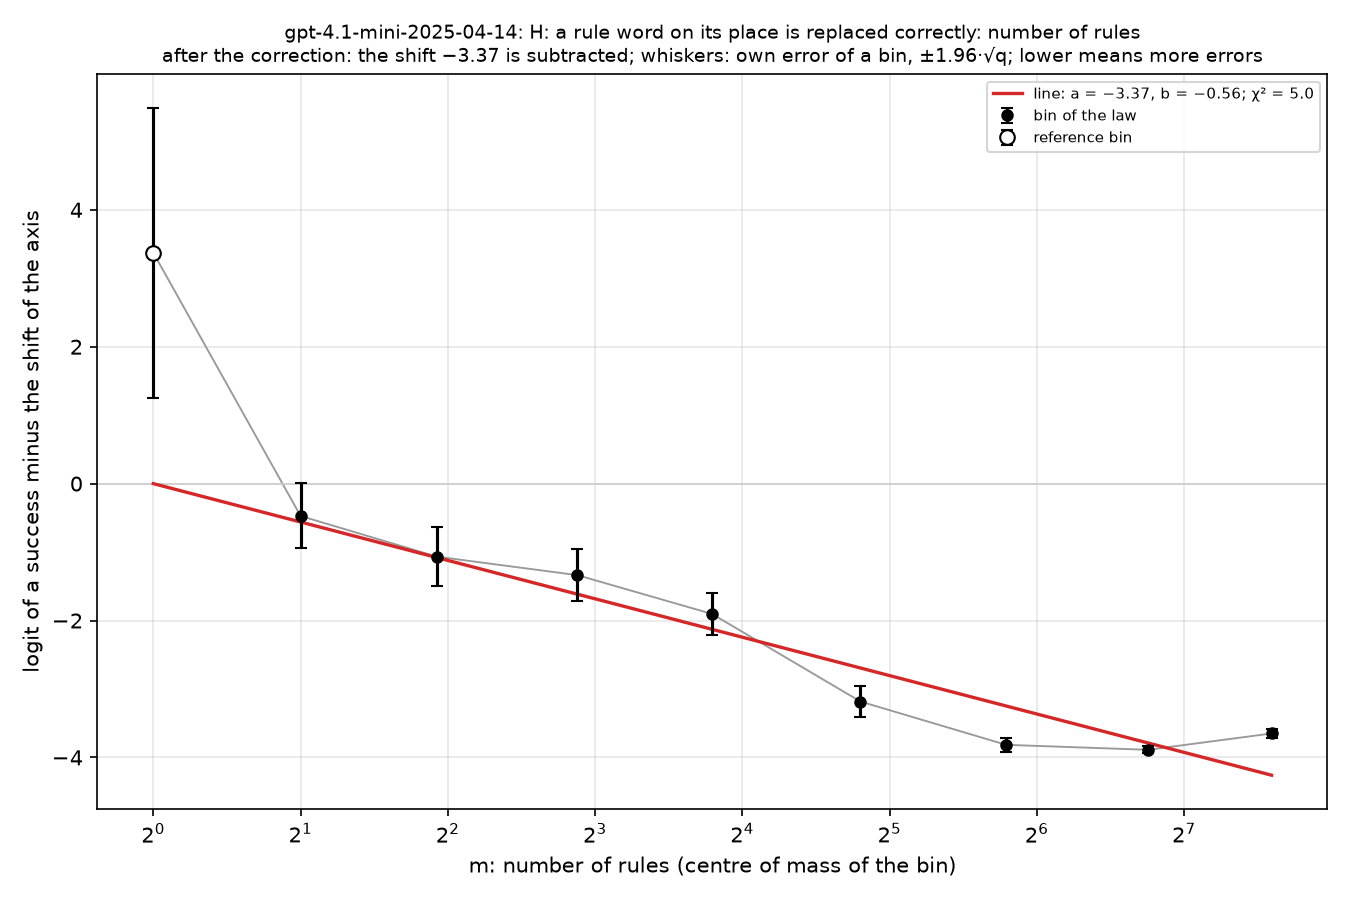 gpt-4.1-mini-2025-04-14: H: a rule word on its place is replaced correctly: number of rules
after the correction: the shift −3.37 is subtracted; whiskers: own error of a bin, ±1.96·√q; lower means more errors
line: a = −3.37, b = −0.56; χ² = 5.0
bin of the law
reference bin
logit of a success minus the shift of the axis
4
2
0
−2
−4
2⁰ 2¹ 2² 2³ 2⁴ 2⁵ 2⁶ 2⁷
m: number of rules (centre of mass of the bin)